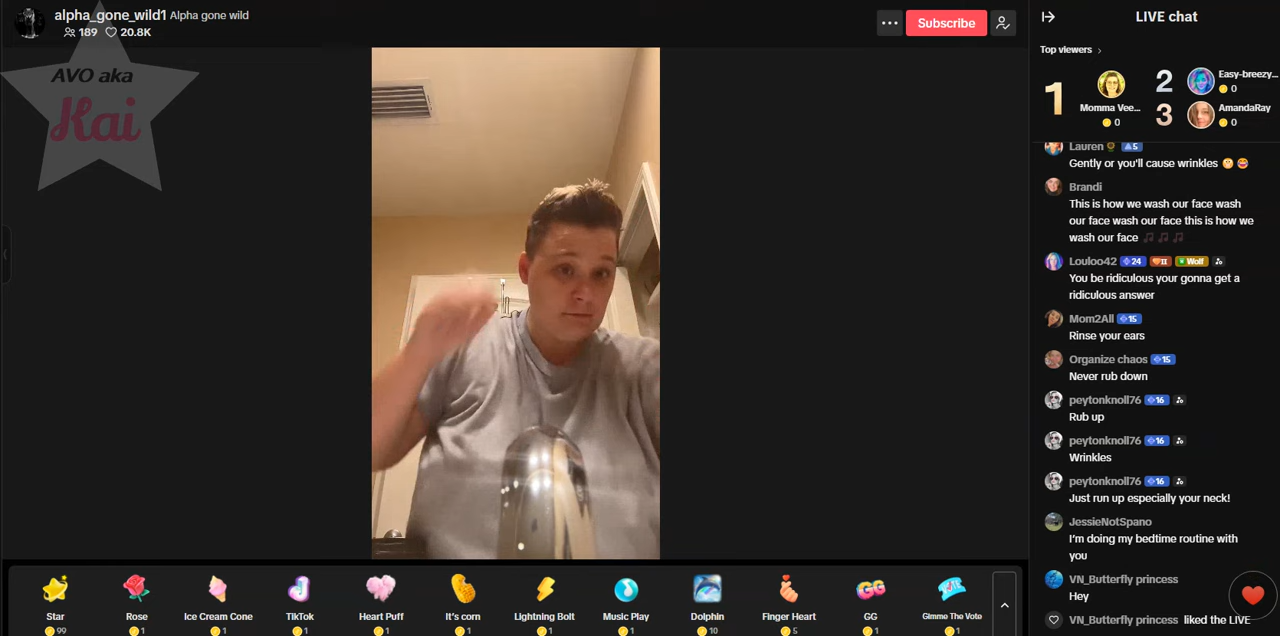 alpha_gone_wild1 Alpha gone wild
189 20.8K
AVO aka
Kai
Subscribe
LIVE chat
Top viewers
1
Momma Vee...
0
2
Easy-breezy...
0
3
AmandaRay
0
Lauren 5
Gently or you'll cause wrinkles
Brandi
This is how we wash our face wash
our face wash our face this is how we
wash our face
Louloo42 24 II Wolf
You be ridiculous your gonna get a
ridiculous answer
Mom2All 15
Rinse your ears
Organize chaos 15
Never rub down
peytonknoll76 16
Rub up
peytonknoll76 16
Wrinkles
peytonknoll76 16
Just run up especially your neck!
JessieNotSpano
I'm doing my bedtime routine with
you
VN_Butterfly princess
Hey
VN_Butterfly princess liked the LIVE
Star
99
Rose
1
Ice Cream Cone
1
TikTok
1
Heart Puff
1
It's corn
1
Lightning Bolt
1
Music Play
1
Dolphin
10
Finger Heart
5
GG
GG
1
Gimme The Vote
1